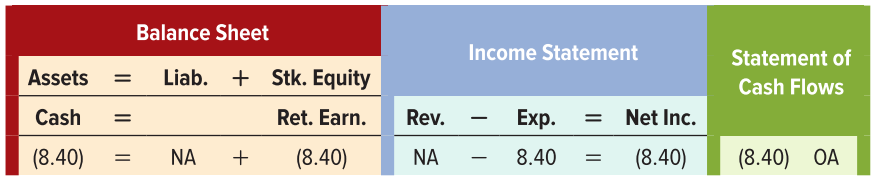 Balance Sheet
Income Statement
Statement of
Cash Flows
Assets = Liab. + Stk. Equity
Cash = Ret. Earn. Rev. − Exp. = Net Inc.
(8.40) = NA + (8.40) NA − 8.40 = (8.40) (8.40) OA